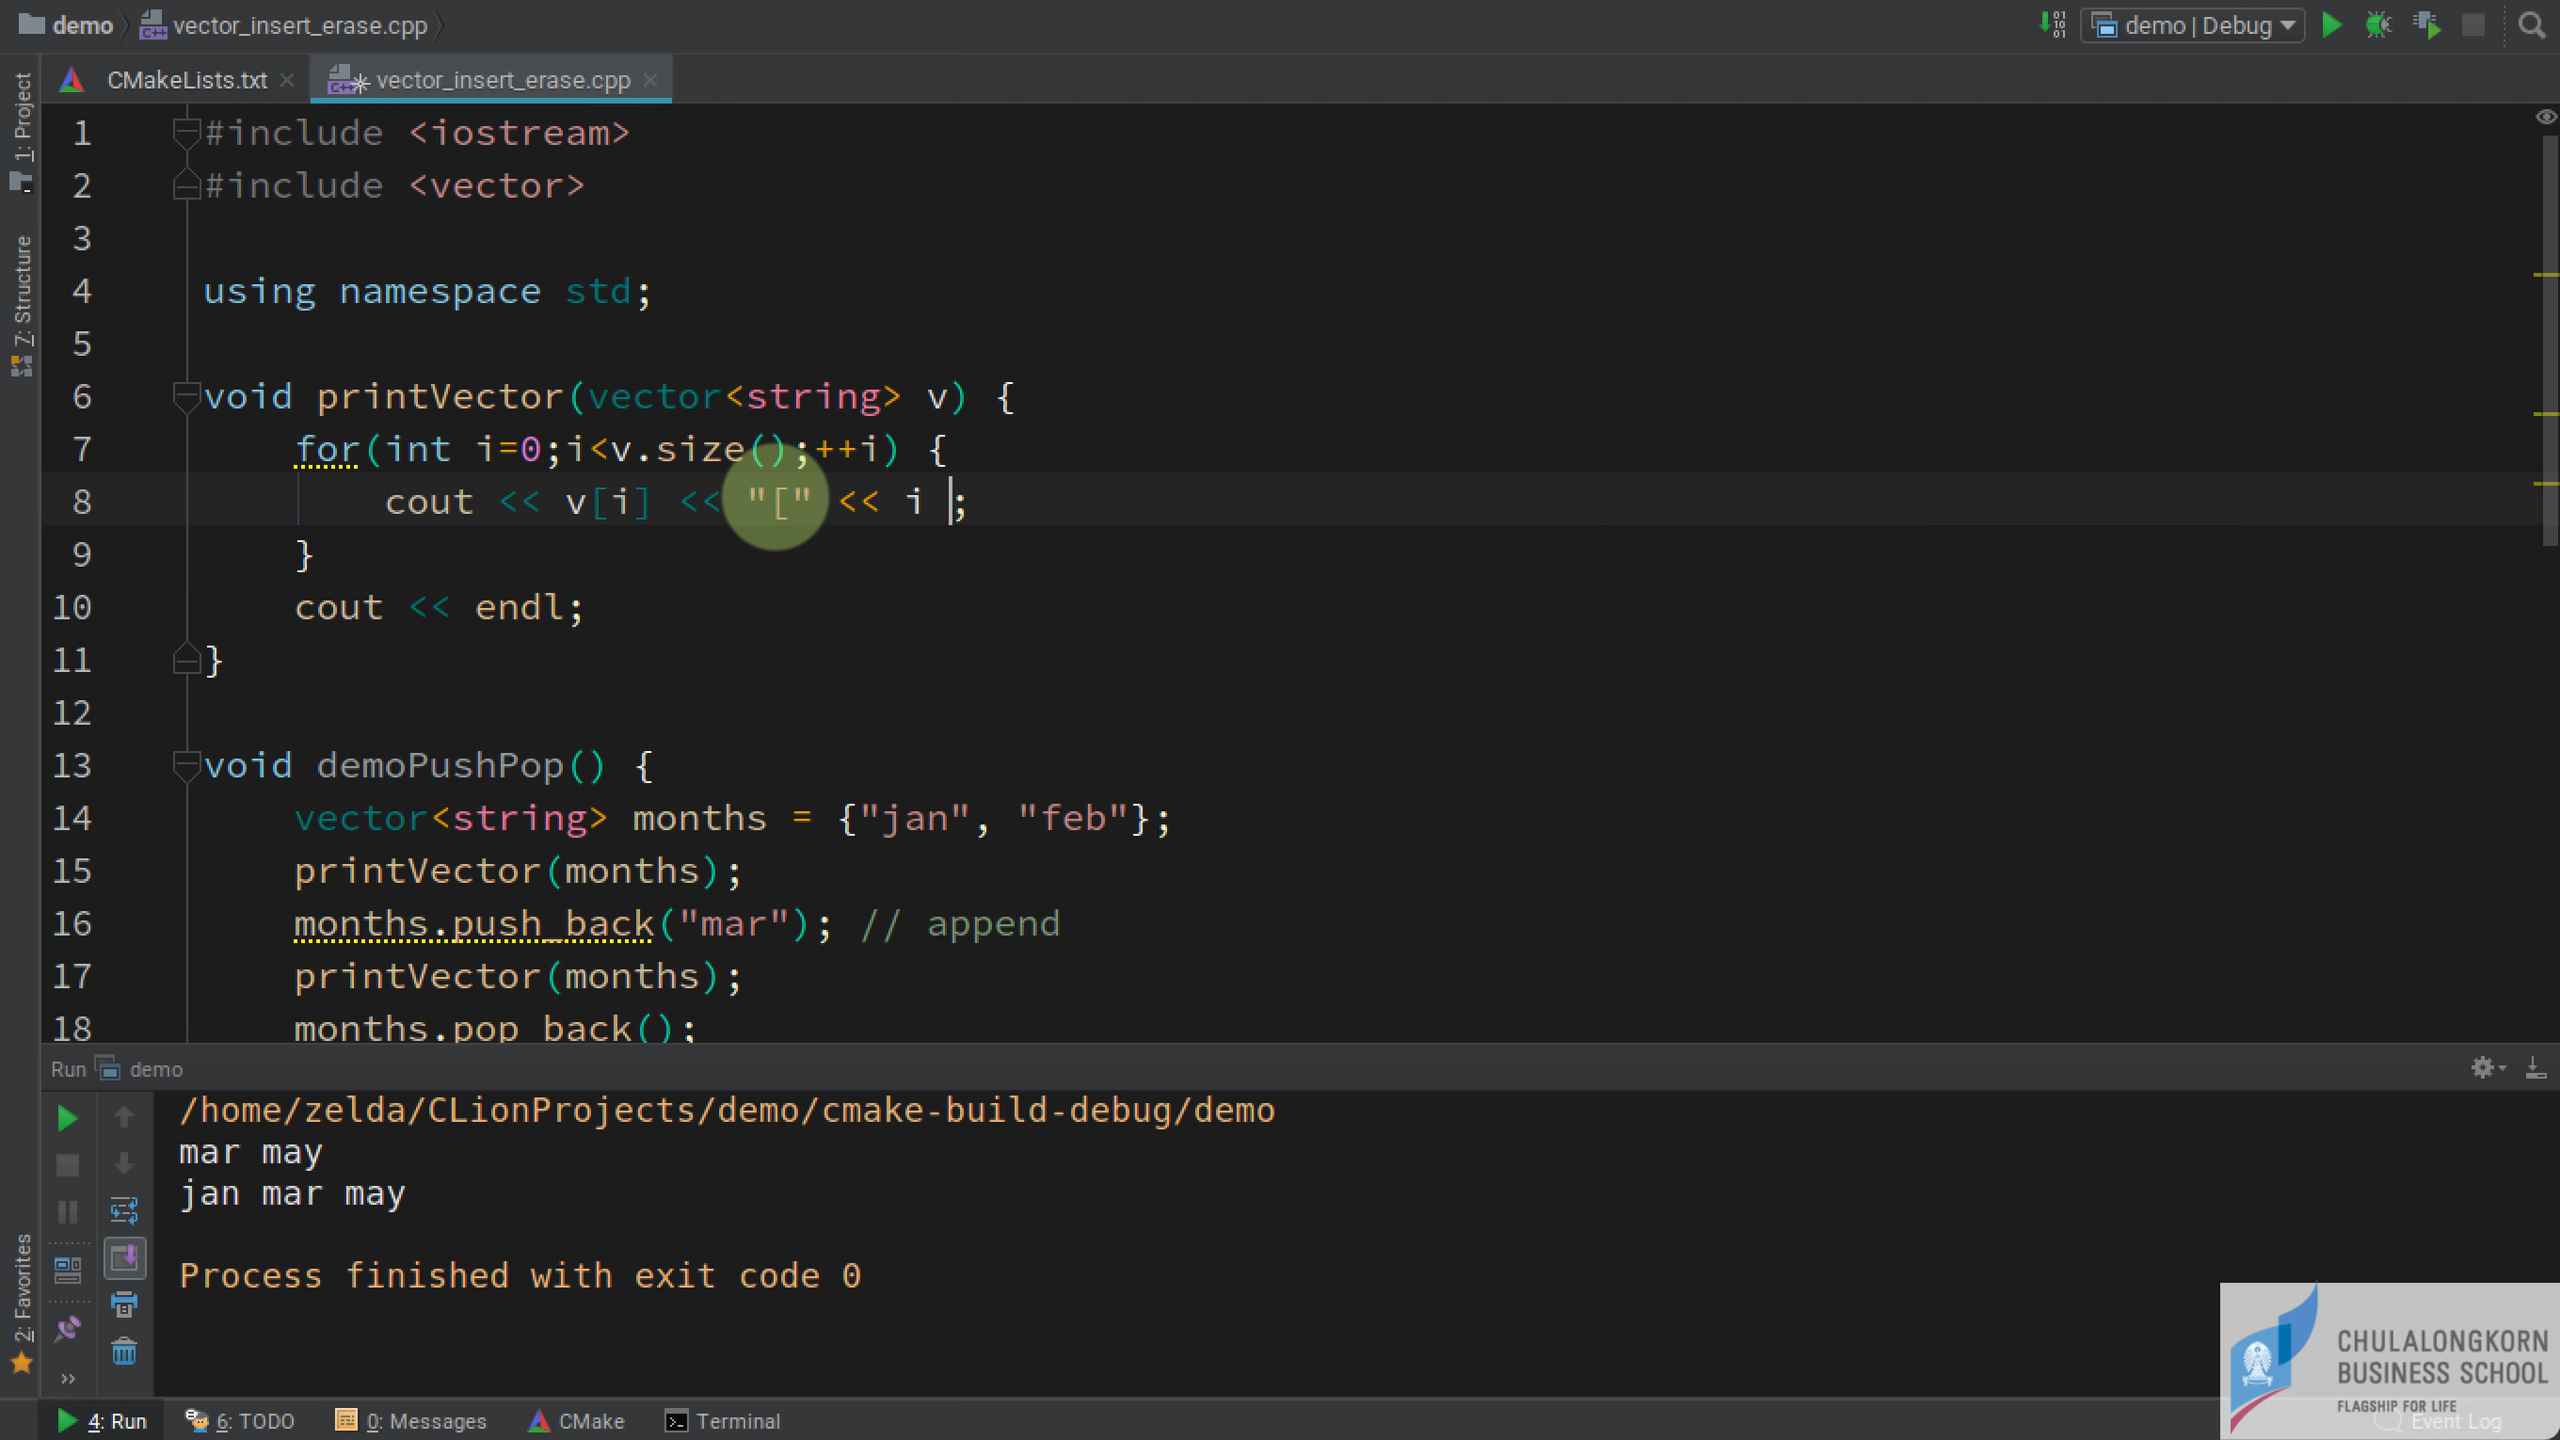 demo vector_insert_erase.cpp demo | Debug
CMakeLists.txt vector_insert_erase.cpp
1: Project
7: Structure
2: Favorites
1 #include <iostream>
2 #include <vector>
3
4 using namespace std;
5
6 void printVector(vector<string> v) {
7 for(int i=0;i<v.size();++i) {
8 cout << v[i] << "[" << i ;
9 }
10 cout << endl;
11 }
12
13 void demoPushPop() {
14 vector<string> months = {"jan", "feb"};
15 printVector(months);
16 months.push_back("mar"); // append
17 printVector(months);
18 months.pop_back();
Run demo
/home/zelda/CLionProjects/demo/cmake-build-debug/demo
mar may
jan mar may
Process finished with exit code 0
CHULALONGKORN
BUSINESS SCHOOL
FLAGSHIP FOR LIFE
4: Run 6: TODO 0: Messages CMake Terminal Event Log